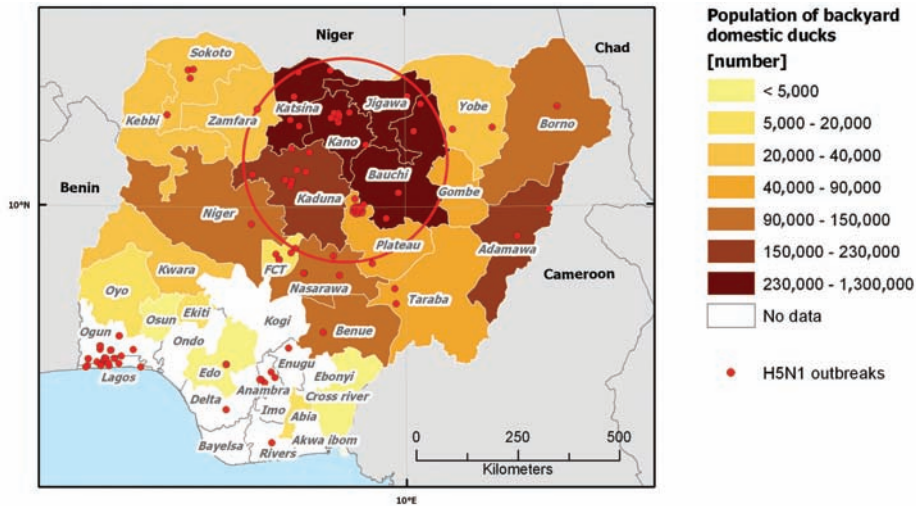 Niger
Chad
Sokoto
Katsina
Jigawa
Yobe
Kebbi
Zamfara
Borno
Kano
Benin
Bauchi
Kaduna
Gombe
10°N
Niger
Plateau
Adamawa
Kwara
FCT
Cameroon
Nasarawa
Oyo
Taraba
Osun
Ekiti
Kogi
Ogun
Ondo
Benue
Enugu
Lagos
Edo
Ebonyi
Anambra
Cross river
Delta
Imo
Abia
Bayelsa
Akwa ibom
Rivers
0 250 500
Kilometers
10°E
Population of backyard
domestic ducks
[number]
< 5,000
5,000 - 20,000
20,000 - 40,000
40,000 - 90,000
90,000 - 150,000
150,000 - 230,000
230,000 - 1,300,000
No data
H5N1 outbreaks